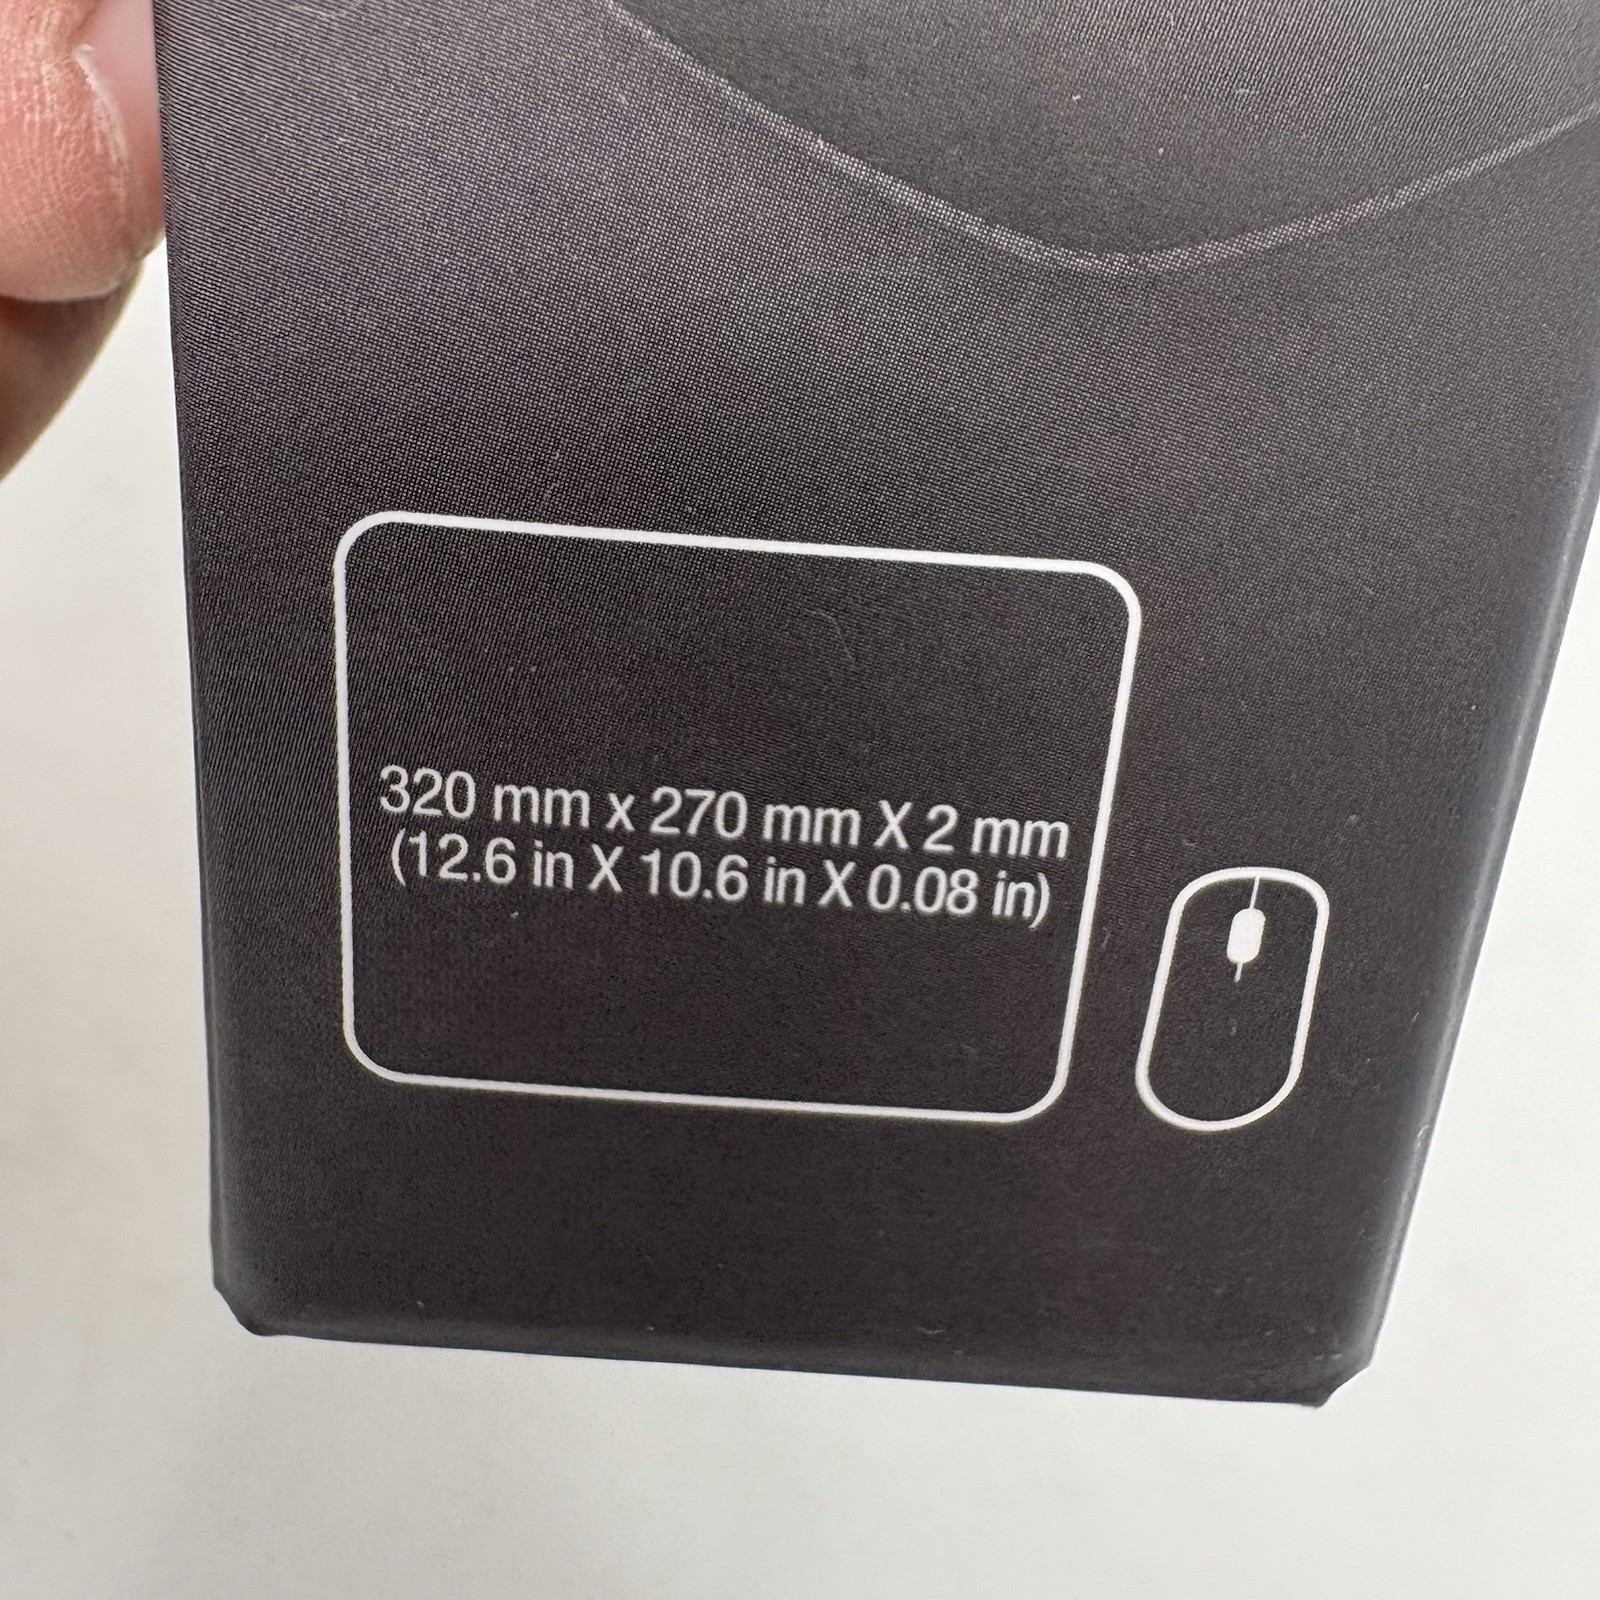 320 mm x 270 mm X 2 mm
(12.6 in X 10.6 in X 0.08 in)